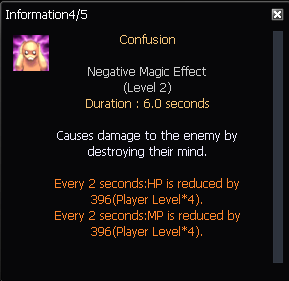 Information4/5
Confusion
Negative Magic Effect
(Level 2)
Duration : 6.0 seconds
Causes damage to the enemy by
destroying their mind.
Every 2 seconds:HP is reduced by
396(Player Level*4).
Every 2 seconds:MP is reduced by
396(Player Level*4).